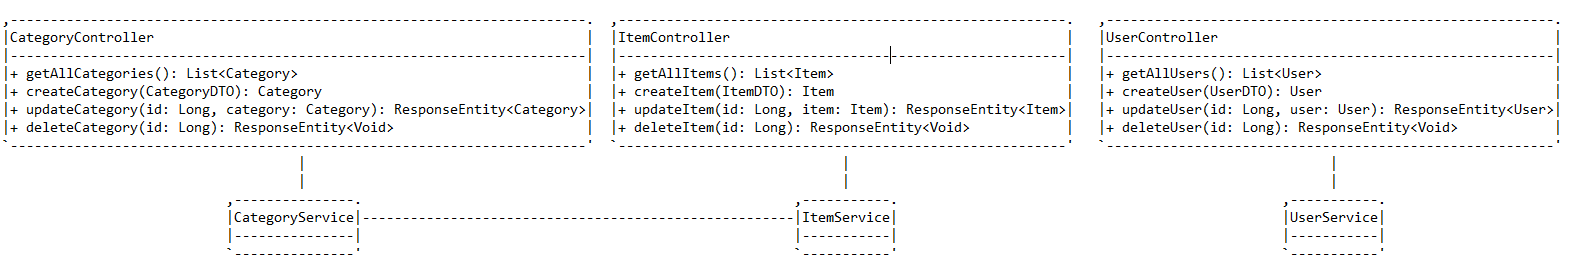 CategoryController
+ getAllCategories(): List<Category>
+ createCategory(CategoryDTO): Category
+ updateCategory(id: Long, category: Category): ResponseEntity<Category>
+ deleteCategory(id: Long): ResponseEntity<Void>
ItemController
+ getAllItems(): List<Item>
+ createItem(ItemDTO): Item
+ updateItem(id: Long, item: Item): ResponseEntity<Item>
+ deleteItem(id: Long): ResponseEntity<Void>
UserController
+ getAllUsers(): List<User>
+ createUser(UserDTO): User
+ updateUser(id: Long, user: User): ResponseEntity<User>
+ deleteUser(id: Long): ResponseEntity<Void>
CategoryService
ItemService
UserService